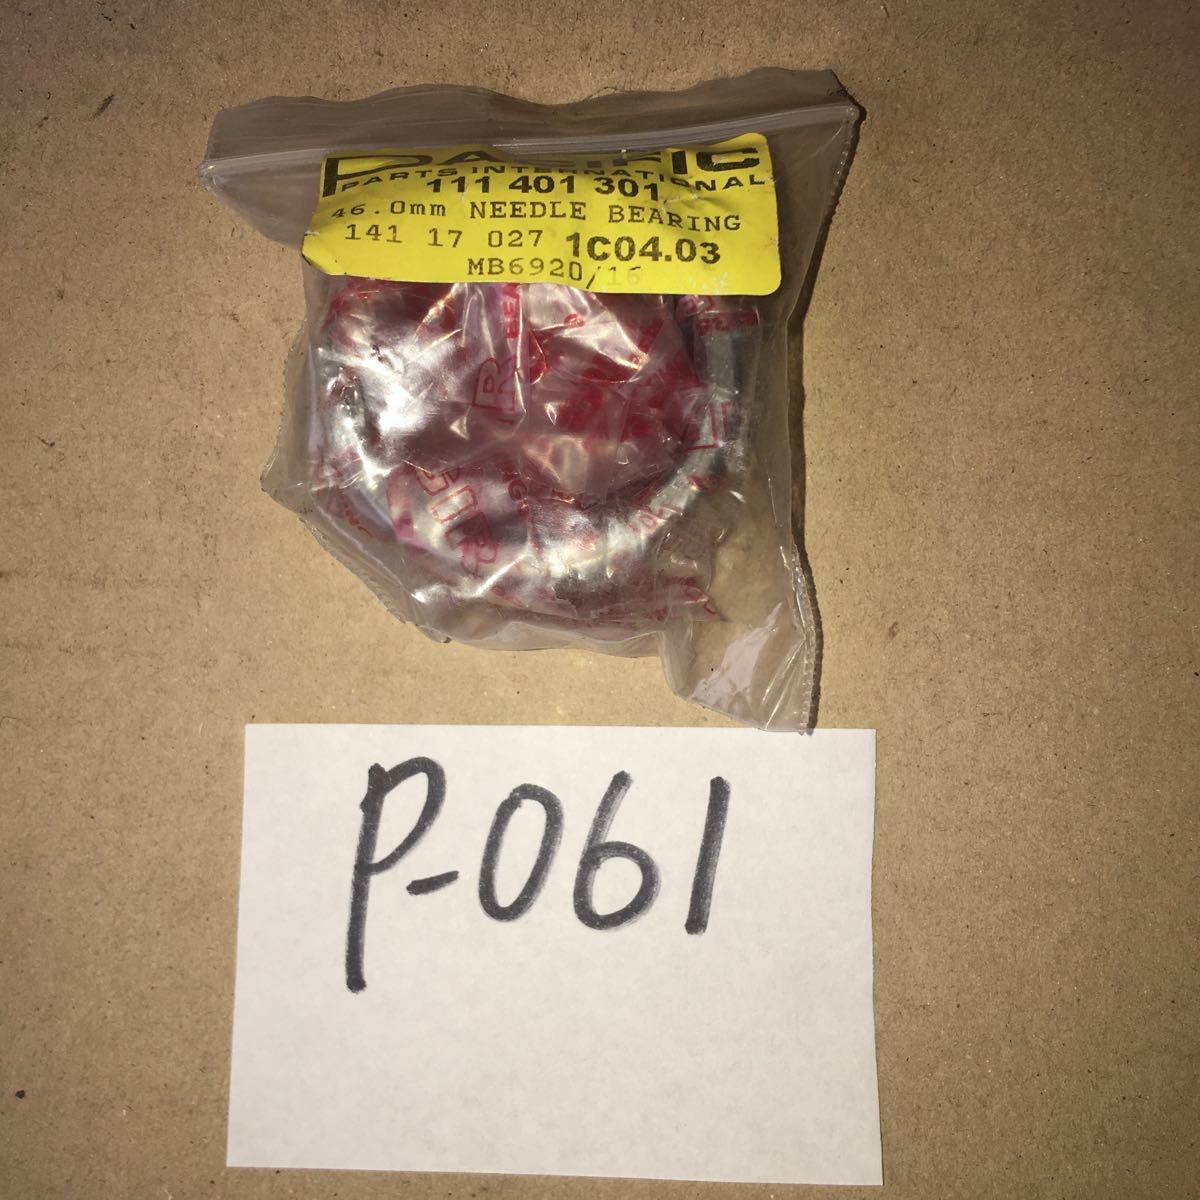 PACIFIC
PARTS INTERNATIONAL
111 401 301
46.0mm NEEDLE BEARING
141 17 027 1C04.03
MB6920/16
P-061